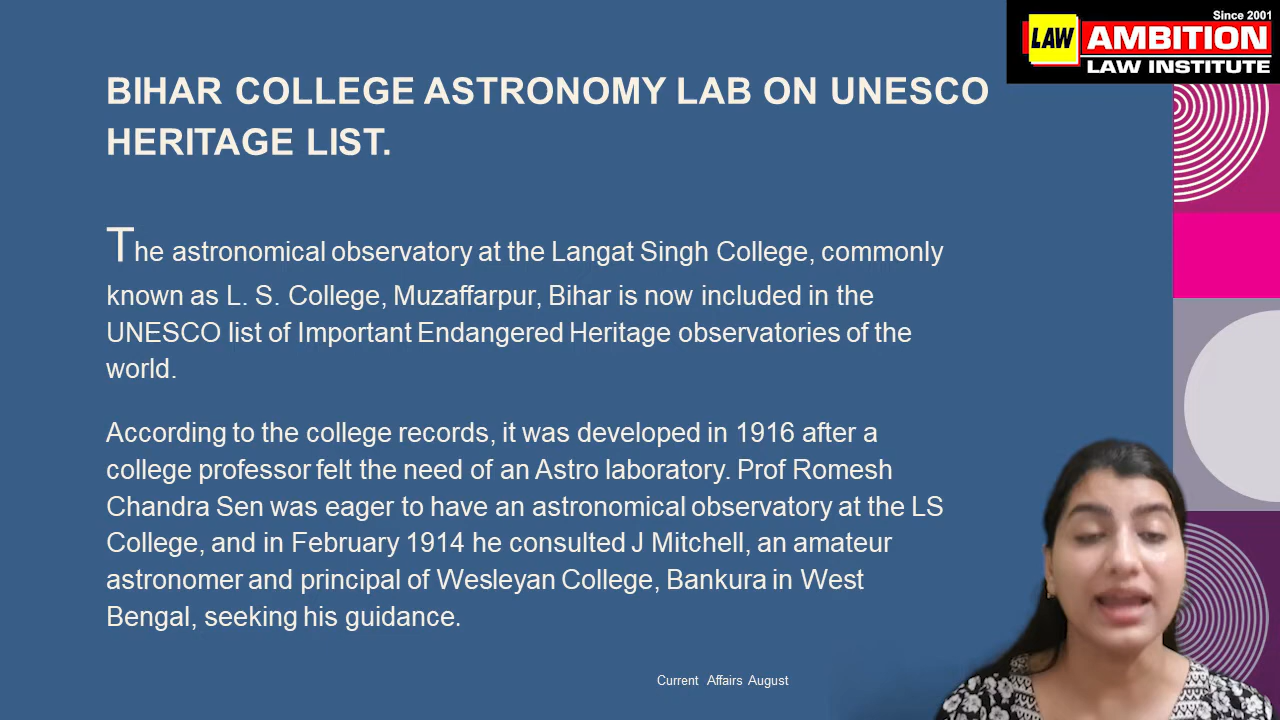 Since 2001
LAW AMBITION
LAW INSTITUTE
BIHAR COLLEGE ASTRONOMY LAB ON UNESCO
HERITAGE LIST.
The astronomical observatory at the Langat Singh College, commonly
known as L. S. College, Muzaffarpur, Bihar is now included in the
UNESCO list of Important Endangered Heritage observatories of the
world.
According to the college records, it was developed in 1916 after a
college professor felt the need of an Astro laboratory. Prof Romesh
Chandra Sen was eager to have an astronomical observatory at the LS
College, and in February 1914 he consulted J Mitchell, an amateur
astronomer and principal of Wesleyan College, Bankura in West
Bengal, seeking his guidance.
Current Affairs August